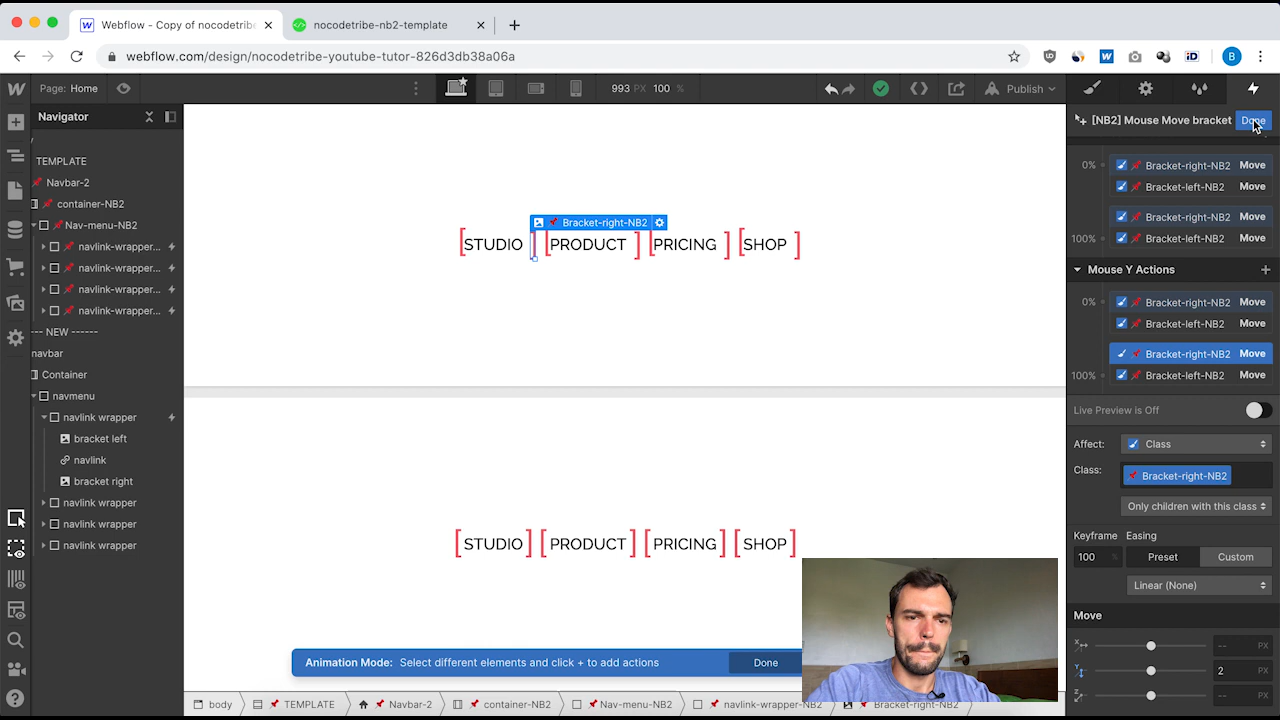 Webflow - Copy of nocodetribe
nocodetribe-nb2-template
webflow.com/design/nocodetribe-youtube-tutor-826d3db38a06a
B
Page: Home
993 PX 100 %
Publish
Navigator
[NB2] Mouse Move bracket
Done
TEMPLATE
Navbar-2
container-NB2
Nav-menu-NB2
navlink-wrapper...
navlink-wrapper...
navlink-wrapper...
navlink-wrapper...
--- NEW ------
navbar
Container
navmenu
navlink wrapper
bracket left
navlink
bracket right
navlink wrapper
navlink wrapper
navlink wrapper
Bracket-right-NB2
[STUDIO ] [PRODUCT ] [PRICING ] [SHOP ]
[STUDIO] [PRODUCT] [PRICING] [SHOP]
Animation Mode: Select different elements and click + to add actions
Done
0% Bracket-right-NB2 Move
Bracket-left-NB2 Move
Bracket-right-NB2 Move
100% Bracket-left-NB2 Move
Mouse Y Actions
0% Bracket-right-NB2 Move
Bracket-left-NB2 Move
Bracket-right-NB2 Move
100% Bracket-left-NB2 Move
Live Preview is Off
Affect: Class
Class: Bracket-right-NB2
Only children with this class
Keyframe Easing
100 % Preset Custom
Linear (None)
Move
X -- PX
Y 2 PX
Z -- PX
body TEMPLATE Navbar-2 container-NB2 Nav-menu-NB2 navlink-wrapper-NB2 Bracket-right-NB2